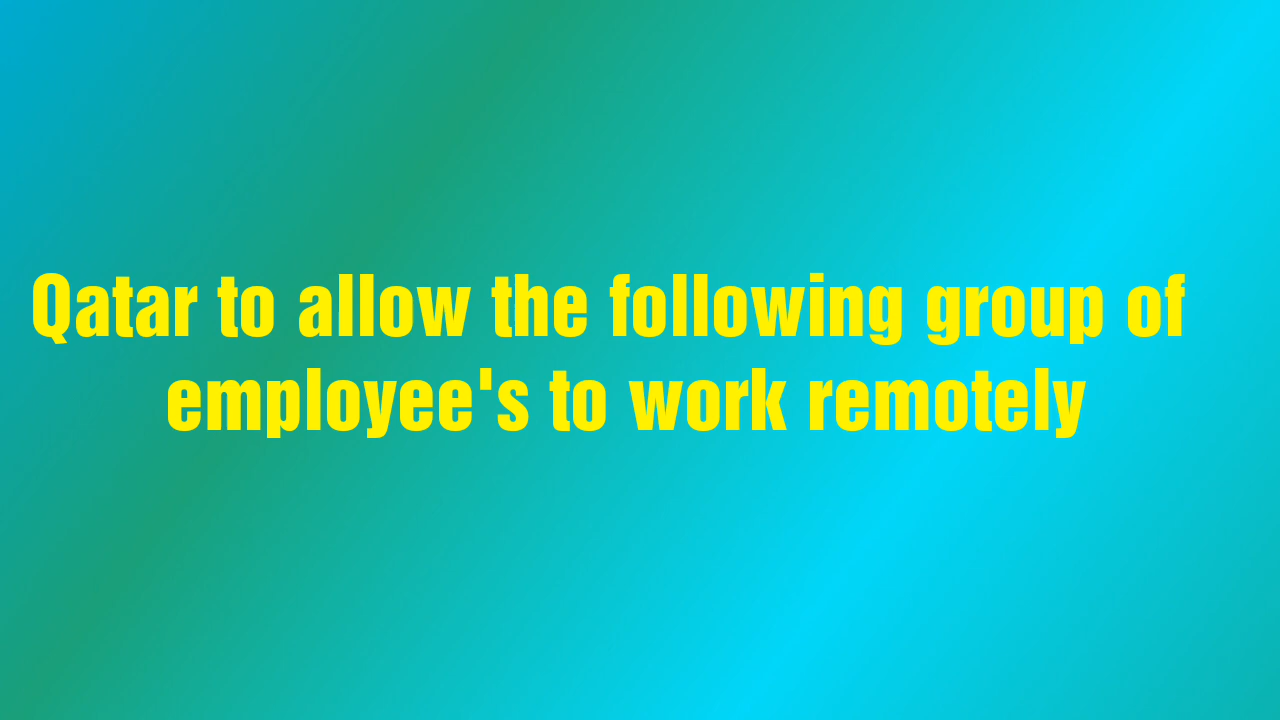 Qatar to allow the following group of
employee's to work remotely